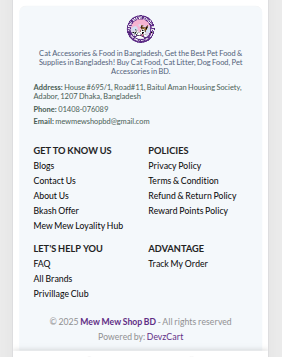 Cat Accessories & Food in Bangladesh, Get the Best Pet Food &
Supplies in Bangladesh! Buy Cat Food, Cat Litter, Dog Food, Pet
Accessories in BD.
Address: House #695/1, Road#11, Baitul Aman Housing Society,
Adabor, 1207 Dhaka, Bangladesh
Phone: 01408-076089
Email: mewmewshopbd@gmail.com
GET TO KNOW US
Blogs
Contact Us
About Us
Bkash Offer
Mew Mew Loyality Hub
POLICIES
Privacy Policy
Terms & Condition
Refund & Return Policy
Reward Points Policy
LET'S HELP YOU
FAQ
All Brands
Privillage Club
ADVANTAGE
Track My Order
© 2025 Mew Mew Shop BD - All rights reserved
Powered by: DevzCart